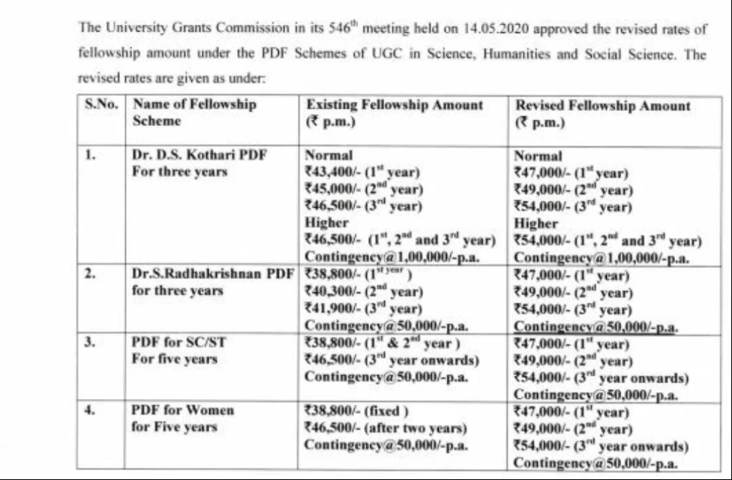 The University Grants Commission in its 546th meeting held on 14.05.2020 approved the revised rates of
fellowship amount under the PDF Schemes of UGC in Science, Humanities and Social Science. The
revised rates are given as under:
S.No. Name of Fellowship Scheme Existing Fellowship Amount (₹ p.m.) Revised Fellowship Amount (₹ p.m.)
1.
Dr. D.S. Kothari PDF
For three years
Normal
₹43,400/- (1st year)
₹45,000/- (2nd year)
₹46,500/- (3rd year)
Higher
₹46,500/- (1st, 2nd and 3rd year)
Contingency@1,00,000/-p.a.
Normal
₹47,000/- (1st year)
₹49,000/- (2nd year)
₹54,000/- (3rd year)
Higher
₹54,000/- (1st, 2nd and 3rd year)
Contingency@1,00,000/-p.a.
2.
Dr.S.Radhakrishnan PDF
for three years
₹38,800/- (1st year )
₹40,300/- (2nd year)
₹41,900/- (3rd year)
Contingency@50,000/-p.a.
₹47,000/- (1st year)
₹49,000/- (2nd year)
₹54,000/- (3rd year)
Contingency@50,000/-p.a.
3.
PDF for SC/ST
For five years
₹38,800/- (1st & 2nd year )
₹46,500/- (3rd year onwards)
Contingency@50,000/-p.a.
₹47,000/- (1st year)
₹49,000/- (2nd year)
₹54,000/- (3rd year onwards)
Contingency@50,000/-p.a.
4.
PDF for Women
for Five years
₹38,800/- (fixed )
₹46,500/- (after two years)
Contingency@50,000/-p.a.
₹47,000/- (1st year)
₹49,000/- (2nd year)
₹54,000/- (3rd year onwards)
Contingency@50,000/-p.a.